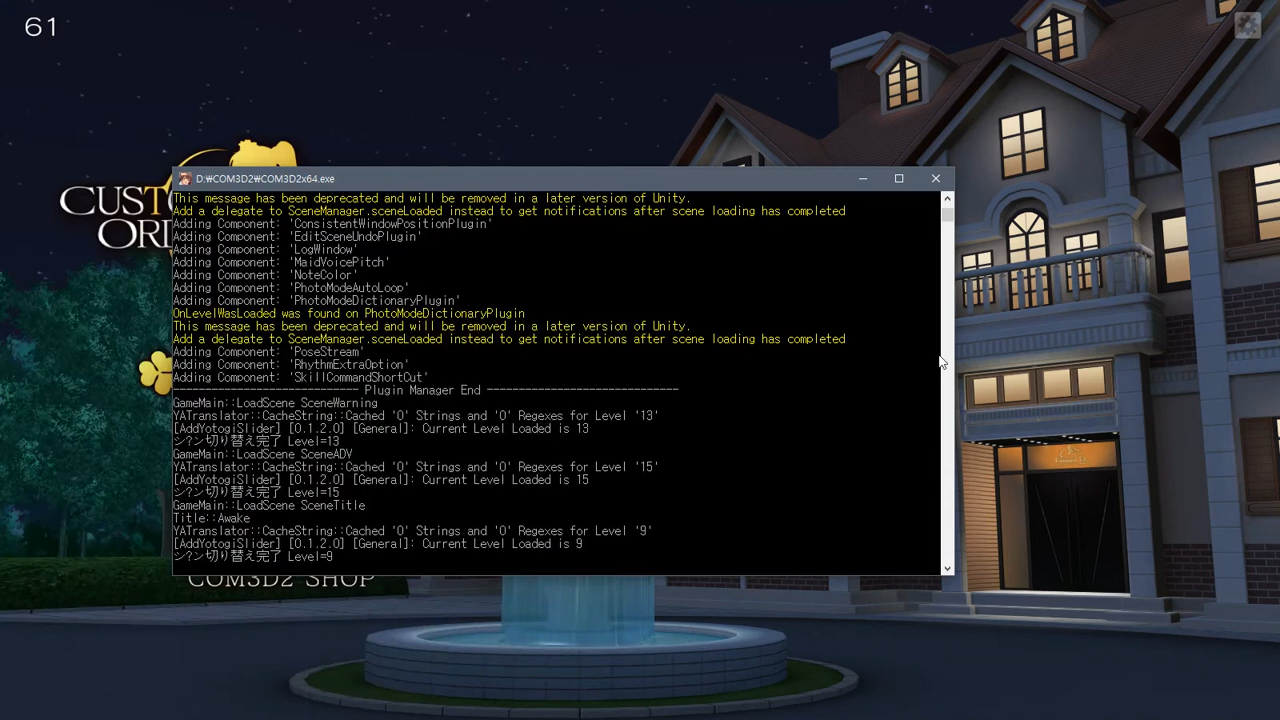 61
CUST
ORI
D:\COM3D2\COM3D2x64.exe
This message has been deprecated and will be removed in a later version of Unity.
Add a delegate to SceneManager.sceneLoaded instead to get notifications after scene loading has completed
Adding Component: 'ConsistentWindowPositionPlugin'
Adding Component: 'EditSceneUndoPlugin'
Adding Component: 'LogWindow'
Adding Component: 'MaidVoicePitch'
Adding Component: 'NoteColor'
Adding Component: 'PhotoModeAutoLoop'
Adding Component: 'PhotoModeDictionaryPlugin'
OnLevelWasLoaded was found on PhotoModeDictionaryPlugin
This message has been deprecated and will be removed in a later version of Unity.
Add a delegate to SceneManager.sceneLoaded instead to get notifications after scene loading has completed
Adding Component: 'PoseStream'
Adding Component: 'RhythmExtraOption'
Adding Component: 'SkillCommandShortCut'
----------------------------- Plugin Manager End ------------------------------
GameMain::LoadScene SceneWarning
YATranslator::CacheString::Cached '0' Strings and '0' Regexes for Level '13'
[AddYotogiSlider] [0.1.2.0] [General]: Current Level Loaded is 13
シ?ン切り替え完了 Level=13
GameMain::LoadScene SceneADV
YATranslator::CacheString::Cached '0' Strings and '0' Regexes for Level '15'
[AddYotogiSlider] [0.1.2.0] [General]: Current Level Loaded is 15
シ?ン切り替え完了 Level=15
GameMain::LoadScene SceneTitle
Title::Awake
YATranslator::CacheString::Cached '0' Strings and '0' Regexes for Level '9'
[AddYotogiSlider] [0.1.2.0] [General]: Current Level Loaded is 9
シ?ン切り替え完了 Level=9
COM3D2 SHOP